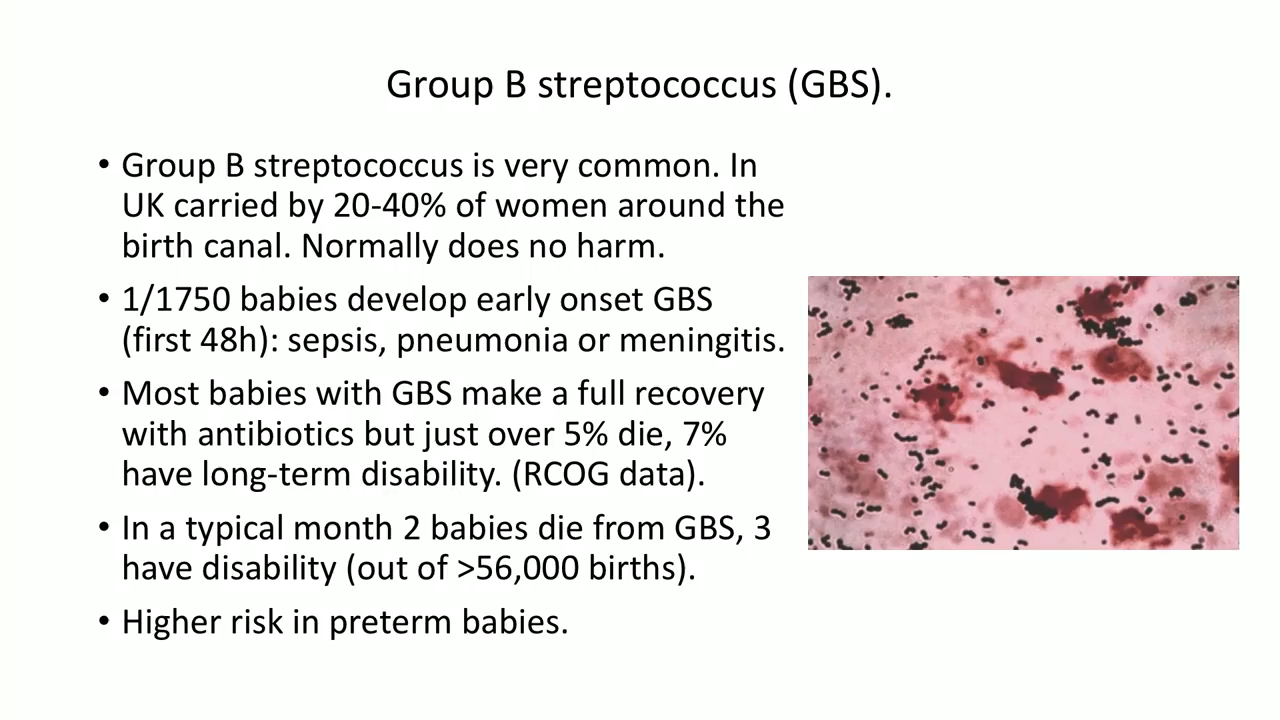 Group B streptococcus (GBS).
• Group B streptococcus is very common. In
UK carried by 20-40% of women around the
birth canal. Normally does no harm.
• 1/1750 babies develop early onset GBS
(first 48h): sepsis, pneumonia or meningitis.
• Most babies with GBS make a full recovery
with antibiotics but just over 5% die, 7%
have long-term disability. (RCOG data).
• In a typical month 2 babies die from GBS, 3
have disability (out of >56,000 births).
• Higher risk in preterm babies.